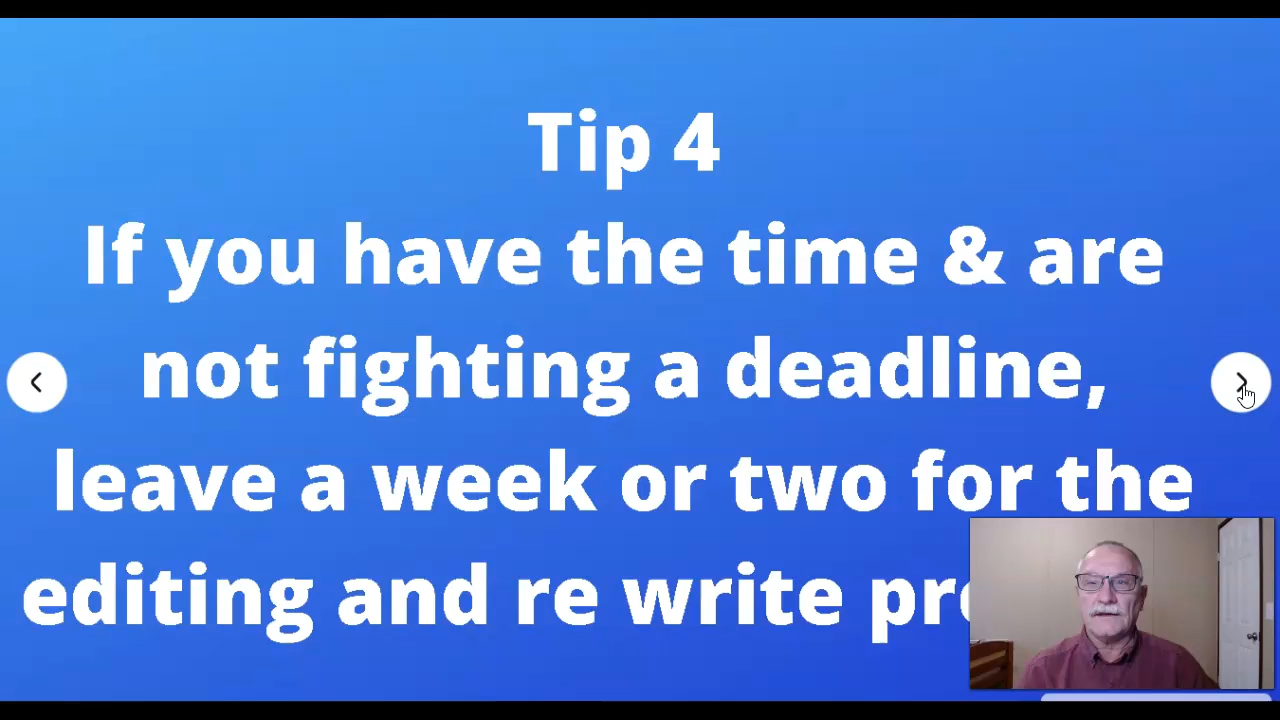 Tip 4
If you have the time & are
not fighting a deadline,
leave a week or two for the
editing and re write